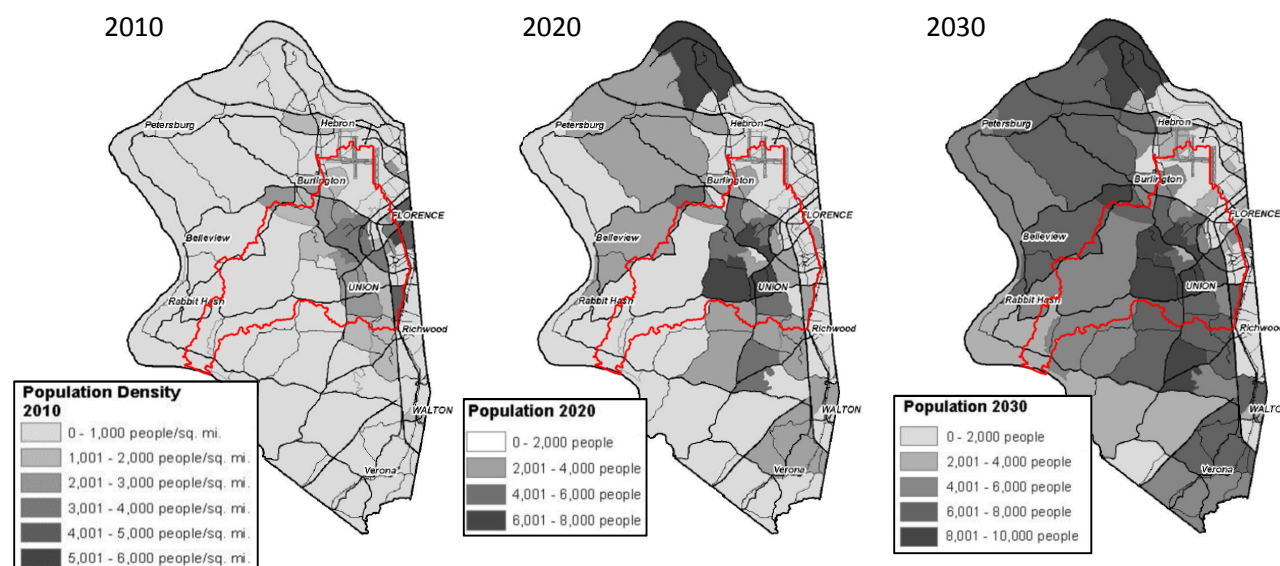 2010
2020
2030
Petersburg
Hebron
Burlington
FLORENCE
Belleview
Rabbit Hash
UNION
Richwood
WALTON
Verona
Population Density
2010
0 - 1,000 people/sq. mi.
1,001 - 2,000 people/sq. mi.
2,001 - 3,000 people/sq. mi.
3,001 - 4,000 people/sq. mi.
4,001 - 5,000 people/sq. mi.
5,001 - 6,000 people/sq. mi.
Petersburg
Hebron
Burlington
FLORENCE
Belleview
Rabbit Hash
UNION
Richwood
WALTON
Verona
Population 2020
0 - 2,000 people
2,001 - 4,000 people
4,001 - 6,000 people
6,001 - 8,000 people
Petersburg
Hebron
Burlington
FLORENCE
Belleview
Rabbit Hash
UNION
Richwood
WALTON
Verona
Population 2030
0 - 2,000 people
2,001 - 4,000 people
4,001 - 6,000 people
6,001 - 8,000 people
8,001 - 10,000 people